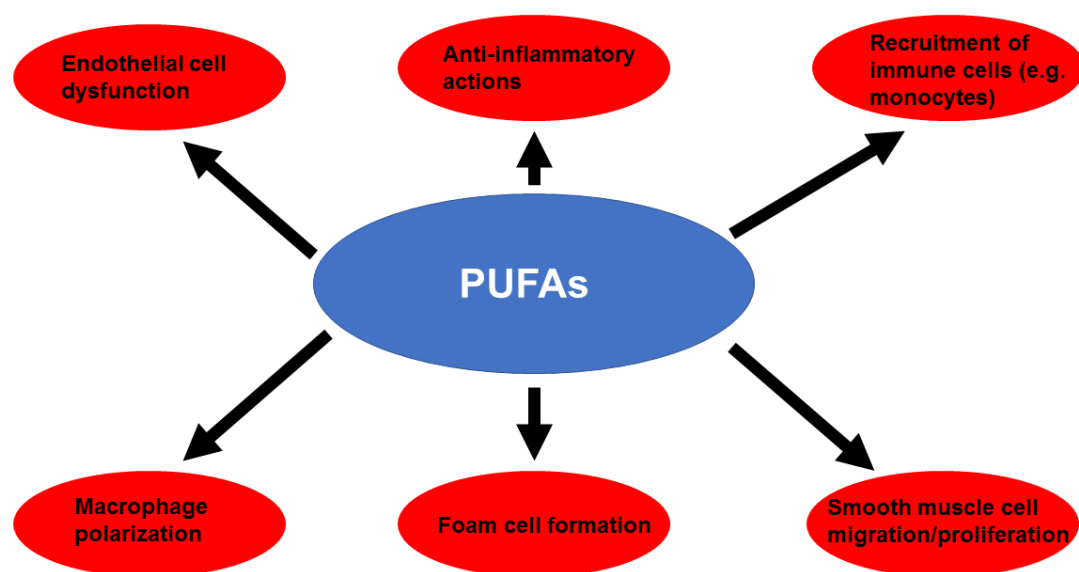 Endothelial cell
dysfunction
Anti-inflammatory
actions
Recruitment of
immune cells (e.g.
monocytes)
PUFAs
Macrophage
polarization
Foam cell formation
Smooth muscle cell
migration/proliferation